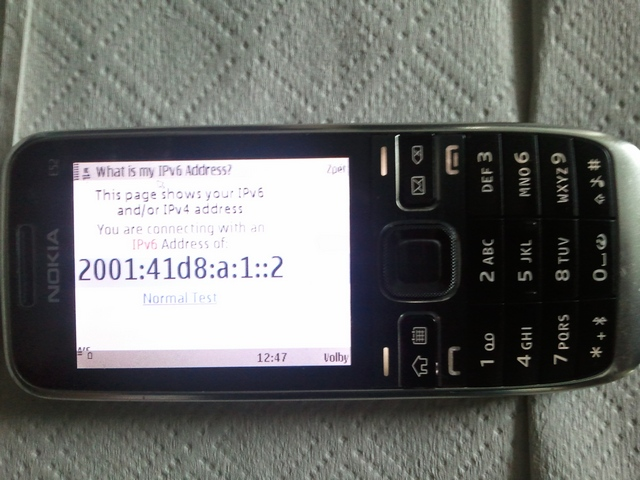 NOKIA
E52
What is my IPv6 Address?
Zpět
This page shows your IPv6
and/or IPv4 address
You are connecting with an
IPv6 Address of:
2001:41d8:a:1::2
Normal Test
12:47
Volby
1
2 ABC
DEF 3
4 GHI
5 JKL
MNO 6
7 PQRS
8 TUV
WXYZ 9
* +
0
#